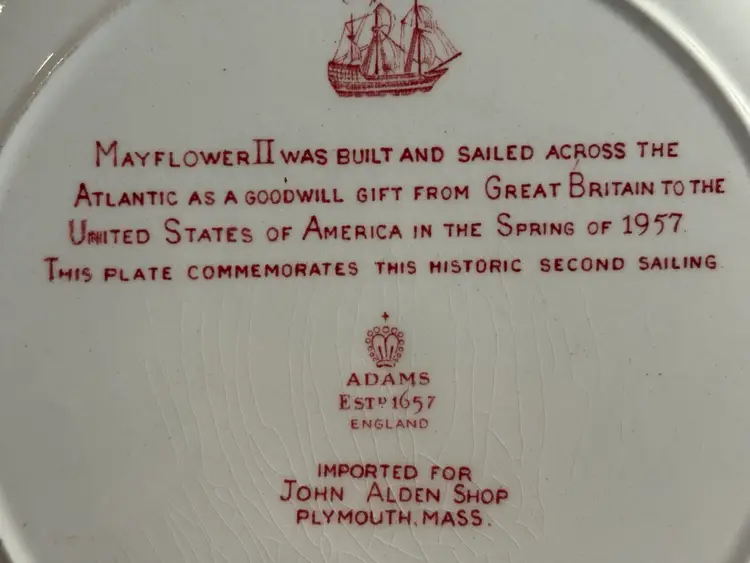 MAYFLOWER II WAS BUILT AND SAILED ACROSS THE
ATLANTIC AS A GOODWILL GIFT FROM GREAT BRITAIN TO THE
UNITED STATES OF AMERICA IN THE SPRING OF 1957.
THIS PLATE COMMEMORATES THIS HISTORIC SECOND SAILING.
ADAMS
ESTD 1657
ENGLAND
IMPORTED FOR
JOHN ALDEN SHOP
PLYMOUTH, MASS.